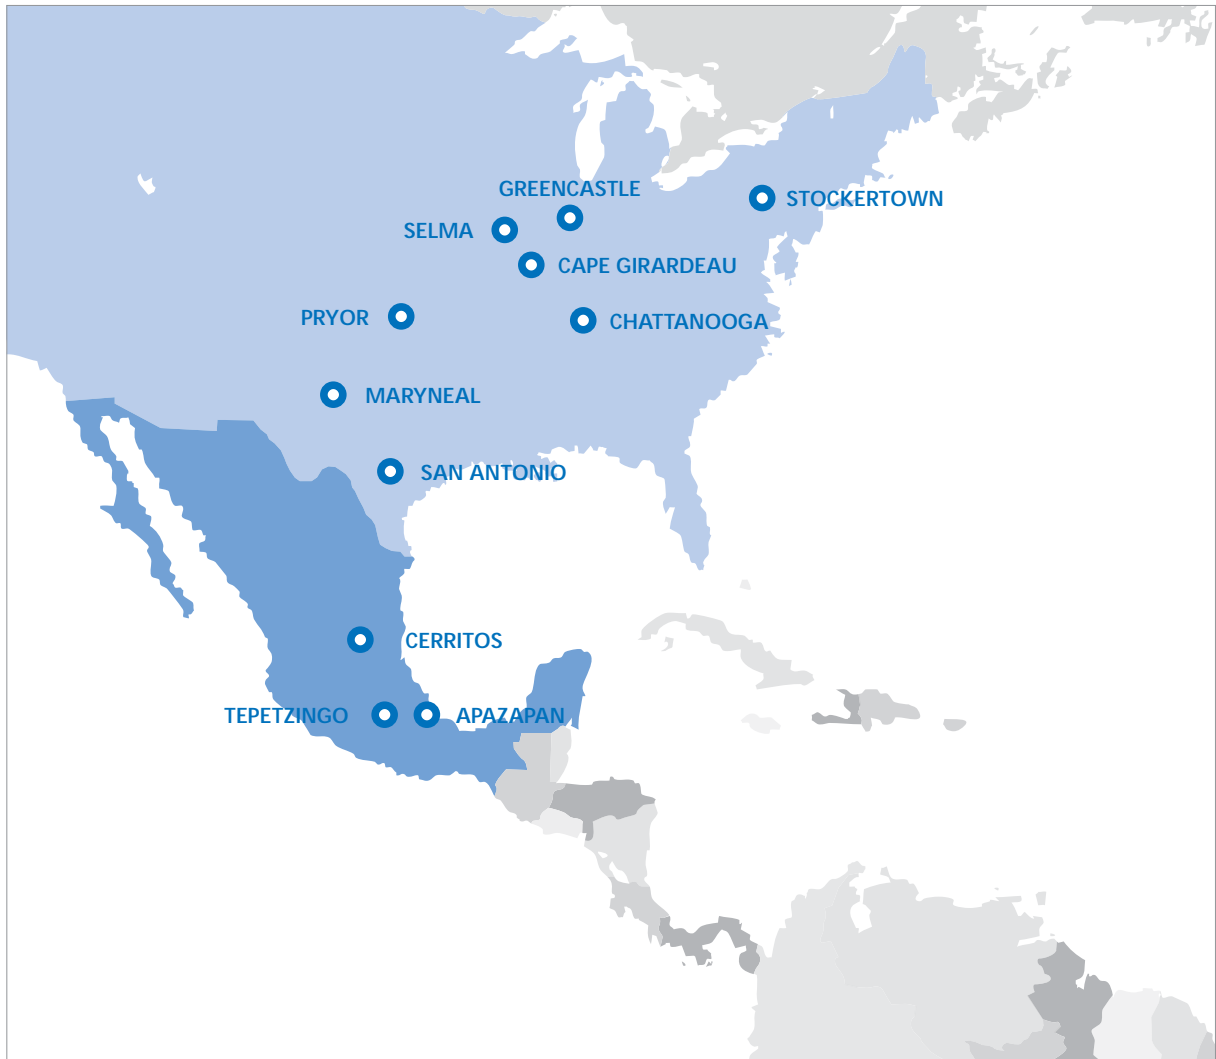 GREENCASTLE
STOCKERTOWN
SELMA
CAPE GIRARDEAU
PRYOR
CHATTANOOGA
MARYNEAL
SAN ANTONIO
CERRITOS
TEPETZINGO
APAZAPAN